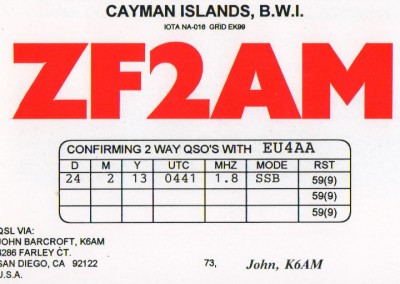 CAYMAN ISLANDS, B.W.I.
IOTA NA-016 GRID EK99
ZF2AM
CONFIRMING 2 WAY QSO'S WITH EU4AA
D M Y UTC MHZ MODE RST
24 2 13 0441 1.8 SSB 59(9)
59(9)
59(9)
QSL VIA:
JOHN BARCROFT, K6AM
4286 FARLEY CT.
SAN DIEGO, CA 92122
U.S.A.
73, John, K6AM